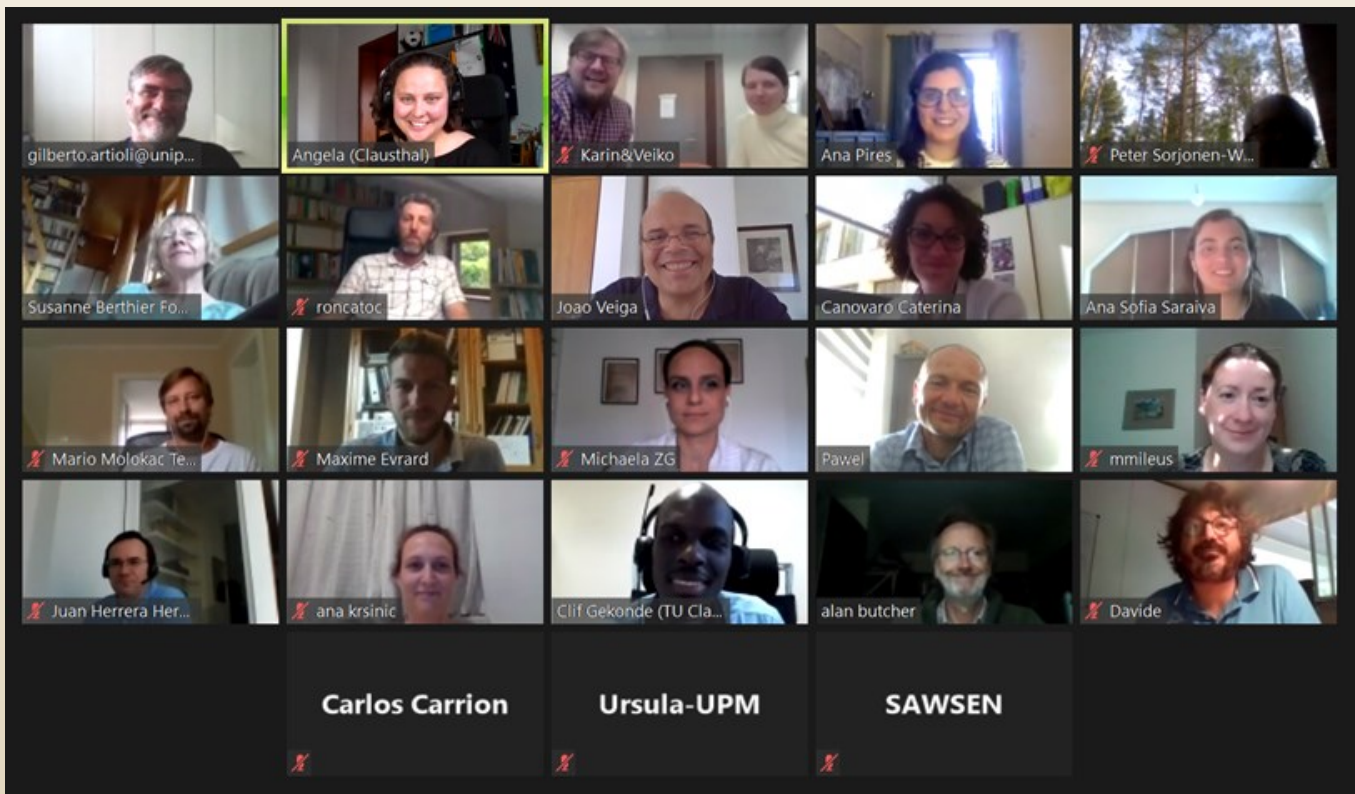 gilberto.artioli@unip...
Angela (Clausthal)
Karin&Veiko
Ana Pires
Peter Sorjonen-W...
Susanne Berthier Fo...
roncatoc
Joao Veiga
Canovaro Caterina
Ana Sofia Saraiva
Mario Molokac Te...
Maxime Evrard
Michaela ZG
Pawel
mmileus
Juan Herrera Her...
ana krsinic
Clif Gekonde (TU Cla...
alan butcher
Davide
Carlos Carrion
Ursula-UPM
SAWSEN